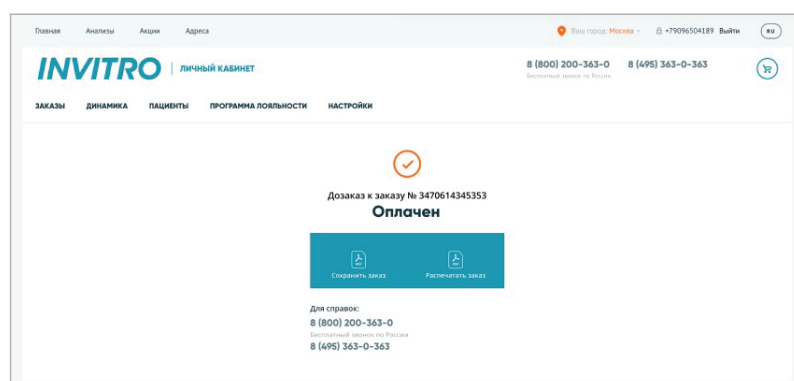 Главная Анализы Акции Адреса Ваш город: Москва +79096504189 Выйти RU
INVITRO ЛИЧНЫЙ КАБИНЕТ 8 (800) 200-363-0 8 (495) 363-0-363
Бесплатный звонок по России
ЗАКАЗЫ ДИНАМИКА ПАЦИЕНТЫ ПРОГРАММА ЛОЯЛЬНОСТИ НАСТРОЙКИ
Дозаказ к заказу № 3470614345353
Оплачен
Сохранить заказ Распечатать заказ
Для справок:
8 (800) 200-363-0
Бесплатный звонок по России
8 (495) 363-0-363